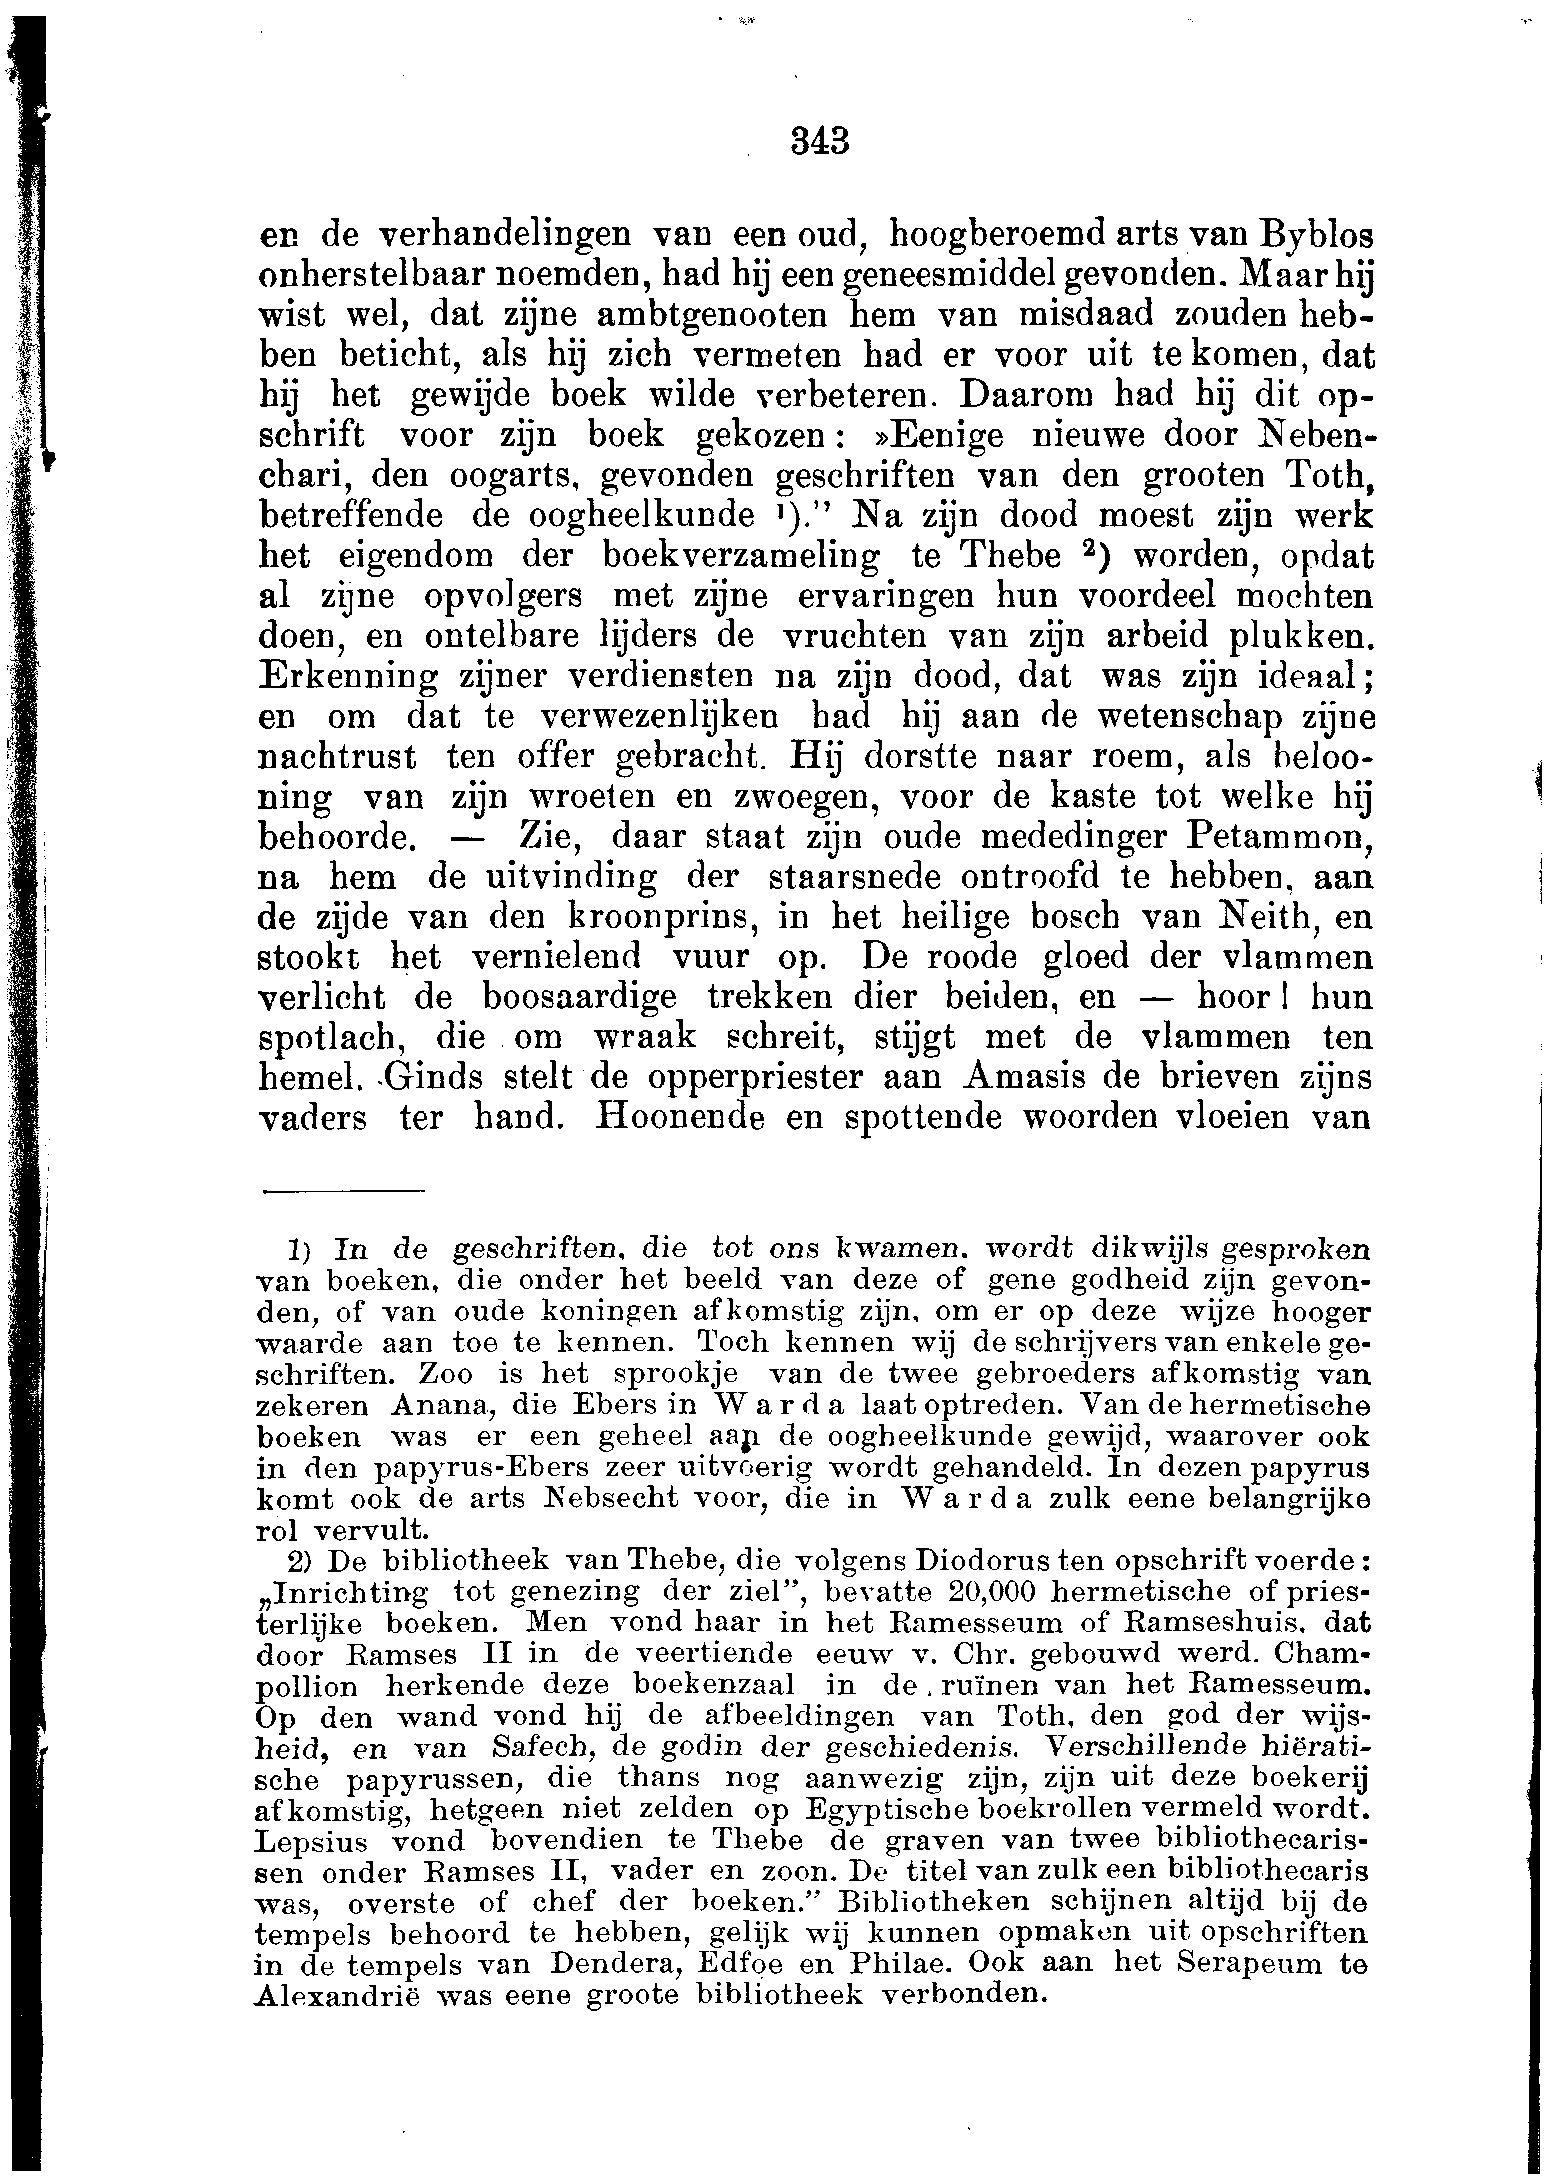 343
en de verhandelingen van een oud, hoogberoemd arts van Byblos
onherstelbaar noemden, had hij een geneesmiddel gevonden. Maar hij
wist wel, dat zijne ambtgenooten hem van misdaad zouden heb-
ben beticht, als hij zich vermeten had er voor uit te komen, dat
hij het gewijde boek wilde verbeteren. Daarom had hij dit op-
schrift voor zijn boek gekozen: »Eenige nieuwe door Neben-
chari, den oogarts, gevonden geschriften van den grooten Toth,
betreffende de oogheelkunde ¹)." Na zijn dood moest zijn werk
het eigendom der boekverzameling te Thebe ²) worden, opdat
al zijne opvolgers met zijne ervaringen hun voordeel mochten
doen, en ontelbare lijders de vruchten van zijn arbeid plukken.
Erkenning zijner verdiensten na zijn dood, dat was zijn ideaal;
en om dat te verwezenlijken had hij aan de wetenschap zijne
nachtrust ten offer gebracht. Hij dorstte naar roem, als beloo-
ning van zijn wroeten en zwoegen, voor de kaste tot welke hij
behoorde. — Zie, daar staat zijn oude mededinger Petammon,
na hem de uitvinding der staarsnede ontroofd te hebben, aan
de zijde van den kroonprins, in het heilige bosch van Neith, en
stookt het vernielend vuur op. De roode gloed der vlammen
verlicht de boosaardige trekken dier beiden, en — hoor! hun
spotlach, die om wraak schreit, stijgt met de vlammen ten
hemel. Ginds stelt de opperpriester aan Amasis de brieven zijns
vaders ter hand. Hoonende en spottende woorden vloeien van
1) In de geschriften, die tot ons kwamen, wordt dikwijls gesproken
van boeken, die onder het beeld van deze of gene godheid zijn gevon-
den, of van oude koningen afkomstig zijn, om er op deze wijze hooger
waarde aan toe te kennen. Toch kennen wij de schrijvers van enkele ge-
schriften. Zoo is het sprookje van de twee gebroeders afkomstig van
zekeren Anana, die Ebers in Warda laat optreden. Van de hermetische
boeken was er een geheel aan de oogheelkunde gewijd, waarover ook
in den papyrus-Ebers zeer uitvoerig wordt gehandeld. In dezen papyrus
komt ook de arts Nebsecht voor, die in Warda zulk eene belangrijke
rol vervult.
2) De bibliotheek van Thebe, die volgens Diodorus ten opschrift voerde:
„Inrichting tot genezing der ziel", bevatte 20,000 hermetische of pries-
terlijke boeken. Men vond haar in het Ramesseum of Ramseshuis, dat
door Ramses II in de veertiende eeuw v. Chr. gebouwd werd. Cham-
pollion herkende deze boekenzaal in de ruïnen van het Ramesseum.
Op den wand vond hij de afbeeldingen van Toth, den god der wijs-
heid, en van Safech, de godin der geschiedenis. Verschillende hiërati-
sche papyrussen, die thans nog aanwezig zijn, zijn uit deze boekerij
afkomstig, hetgeen niet zelden op Egyptische boekrollen vermeld wordt.
Lepsius vond bovendien te Thebe de graven van twee bibliothecaris-
sen onder Ramses II, vader en zoon. De titel van zulk een bibliothecaris
was, overste of chef der boeken." Bibliotheken schijnen altijd bij de
tempels behoord te hebben, gelijk wij kunnen opmaken uit opschriften
in de tempels van Dendera, Edfoe en Philae. Ook aan het Serapeum te
Alexandrië was eene groote bibliotheek verbonden.